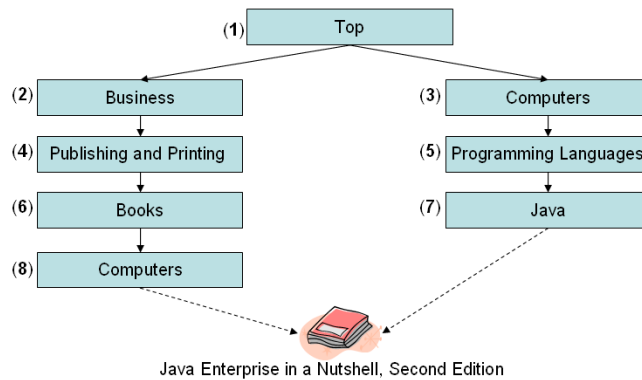 (1) Top
(2) Business
(3) Computers
(4) Publishing and Printing
(5) Programming Languages
(6) Books
(7) Java
(8) Computers
Java Enterprise in a Nutshell, Second Edition